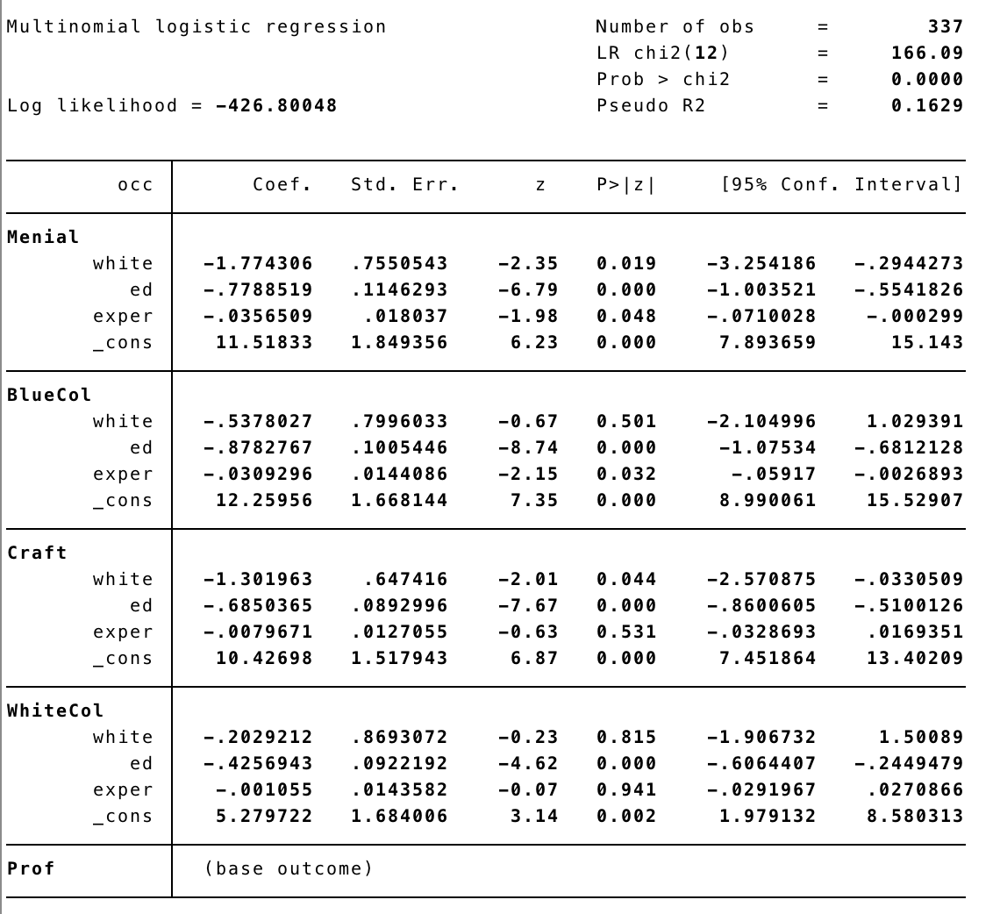 Multinomial logistic regression Number of obs = 337
LR chi2(12) = 166.09
Prob > chi2 = 0.0000
Log likelihood = -426.80048 Pseudo R2 = 0.1629
occ Coef. Std. Err. z P>|z| [95% Conf. Interval]
Menial
white -1.774306 .7550543 -2.35 0.019 -3.254186 -.2944273
ed -.7788519 .1146293 -6.79 0.000 -1.003521 -.5541826
exper -.0356509 .018037 -1.98 0.048 -.0710028 -.000299
_cons 11.51833 1.849356 6.23 0.000 7.893659 15.143
BlueCol
white -.5378027 .7996033 -0.67 0.501 -2.104996 1.029391
ed -.8782767 .1005446 -8.74 0.000 -1.07534 -.6812128
exper -.0309296 .0144086 -2.15 0.032 -.05917 -.0026893
_cons 12.25956 1.668144 7.35 0.000 8.990061 15.52907
Craft
white -1.301963 .647416 -2.01 0.044 -2.570875 -.0330509
ed -.6850365 .0892996 -7.67 0.000 -.8600605 -.5100126
exper -.0079671 .0127055 -0.63 0.531 -.0328693 .0169351
_cons 10.42698 1.517943 6.87 0.000 7.451864 13.40209
WhiteCol
white -.2029212 .8693072 -0.23 0.815 -1.906732 1.50089
ed -.4256943 .0922192 -4.62 0.000 -.6064407 -.2449479
exper -.001055 .0143582 -0.07 0.941 -.0291967 .0270866
_cons 5.279722 1.684006 3.14 0.002 1.979132 8.580313
Prof (base outcome)